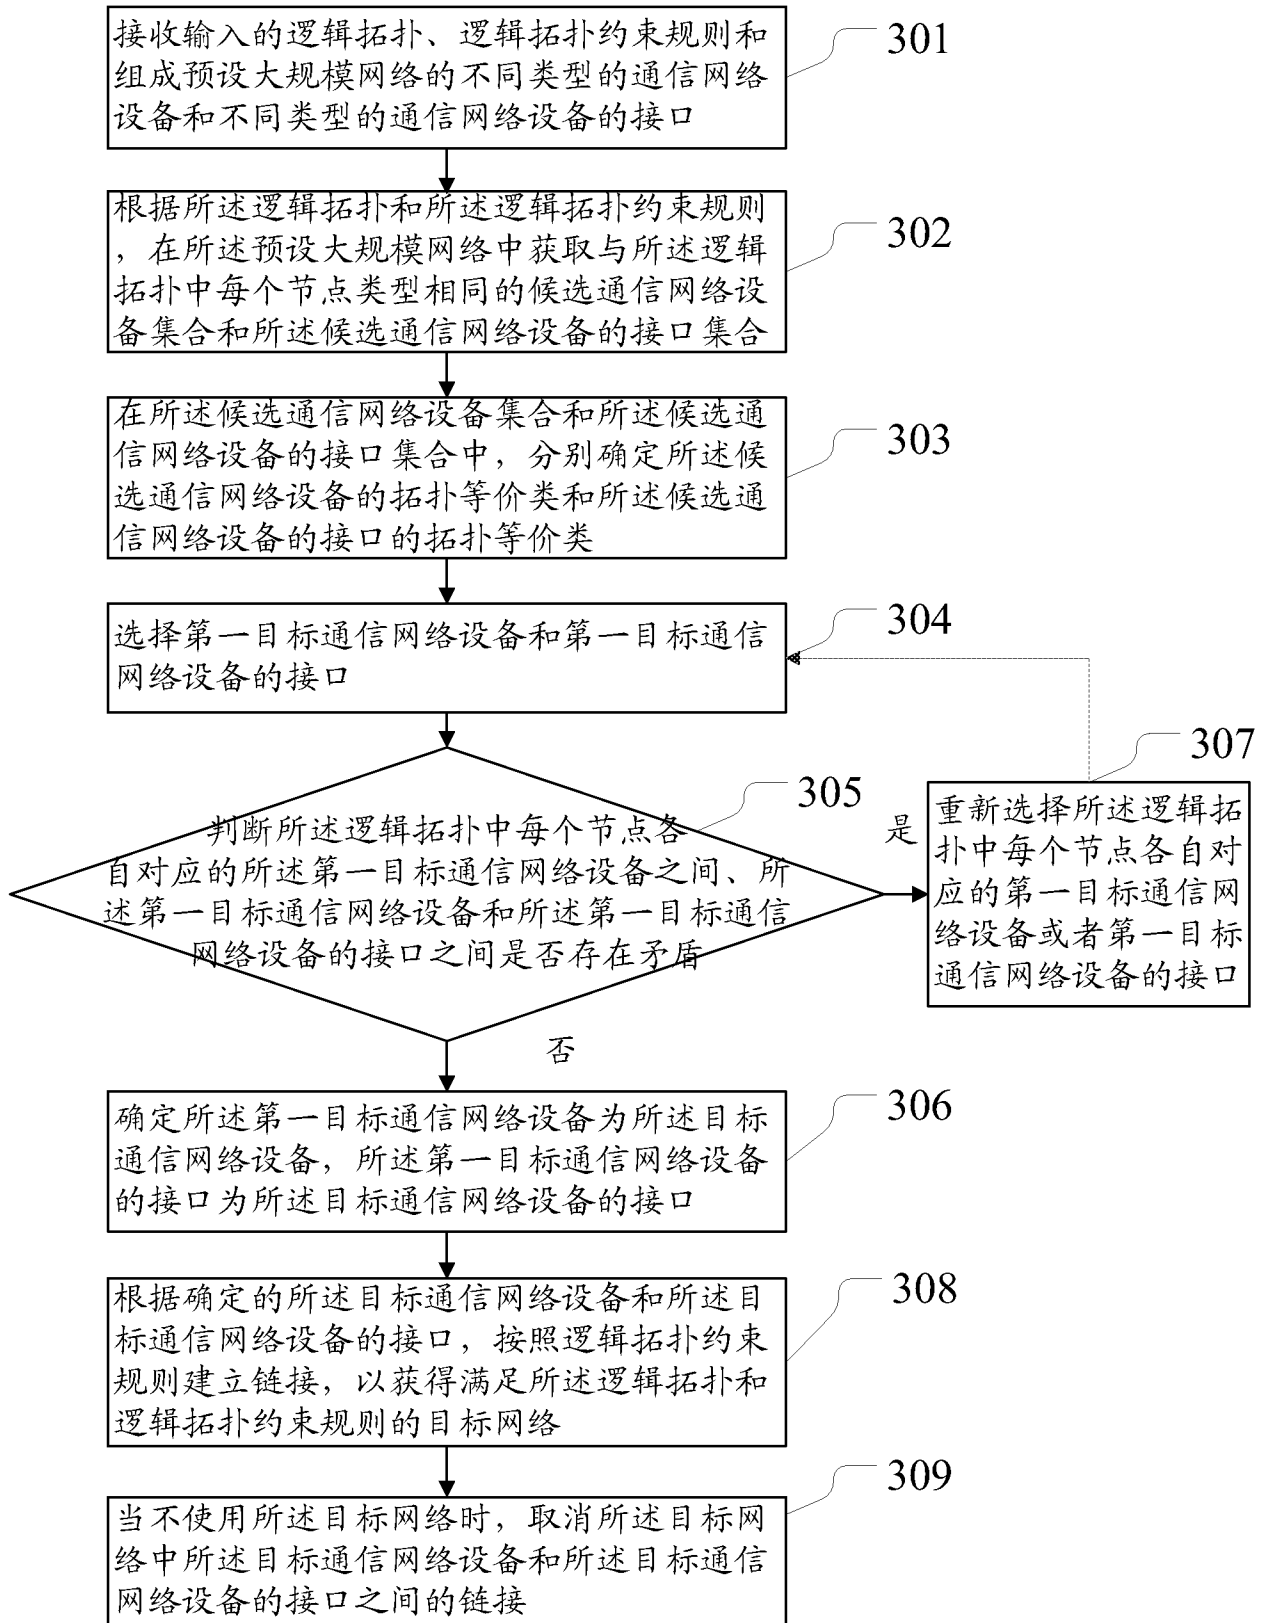 接收输入的逻辑拓扑、逻辑拓扑约束规则和
组成预设大规模网络的不同类型的通信网络
设备和不同类型的通信网络设备的接口
301
根据所述逻辑拓扑和所述逻辑拓扑约束规则
，在所述预设大规模网络中获取与所述逻辑
拓扑中每个节点类型相同的候选通信网络设
备集合和所述候选通信网络设备的接口集合
302
在所述候选通信网络设备集合和所述候选通
信网络设备的接口集合中，分别确定所述候
选通信网络设备的拓扑等价类和所述候选通
信网络设备的接口的拓扑等价类
303
选择第一目标通信网络设备和第一目标通信
网络设备的接口
304
判断所述逻辑拓扑中每个节点各
自对应的所述第一目标通信网络设备之间、所
述第一目标通信网络设备和所述第一目标通信
网络设备的接口之间是否存在矛盾
305
是
重新选择所述逻辑拓
扑中每个节点各自对
应的第一目标通信网
络设备或者第一目标
通信网络设备的接口
307
否
确定所述第一目标通信网络设备为所述目标
通信网络设备，所述第一目标通信网络设备
的接口为所述目标通信网络设备的接口
306
根据确定的所述目标通信网络设备和所述目
标通信网络设备的接口，按照逻辑拓扑约束
规则建立链接，以获得满足所述逻辑拓扑和
逻辑拓扑约束规则的目标网络
308
当不使用所述目标网络时，取消所述目标网
络中所述目标通信网络设备和所述目标通信
网络设备的接口之间的链接
309